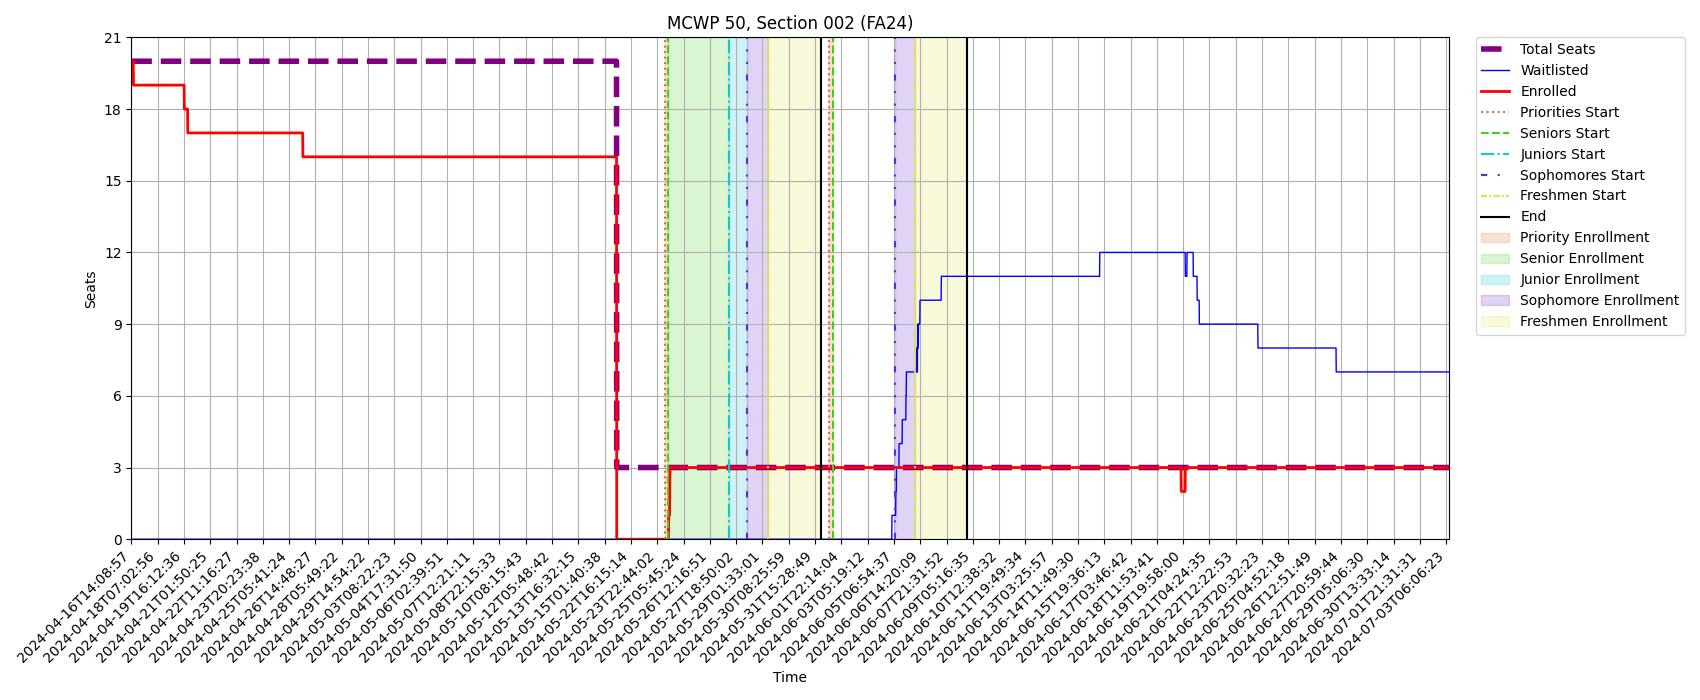 MCWP 50, Section 002 (FA24)
Seats
21
18
15
12
9
6
3
0
2024-04-16T14:08:57
2024-04-18T07:02:56
2024-04-19T16:12:36
2024-04-21T01:50:25
2024-04-22T11:16:27
2024-04-23T20:23:38
2024-04-25T05:41:24
2024-04-26T14:48:27
2024-04-28T05:49:22
2024-04-29T14:54:22
2024-05-03T08:22:23
2024-05-04T17:31:50
2024-05-06T02:39:51
2024-05-07T12:21:11
2024-05-08T22:15:33
2024-05-10T08:15:43
2024-05-12T05:48:42
2024-05-13T16:32:15
2024-05-15T01:40:38
2024-05-22T16:15:14
2024-05-23T22:44:02
2024-05-25T05:45:24
2024-05-26T12:16:51
2024-05-27T18:50:02
2024-05-29T01:33:01
2024-05-30T08:25:59
2024-05-31T15:28:49
2024-06-01T22:14:04
2024-06-03T05:19:12
2024-06-05T06:54:37
2024-06-06T14:20:09
2024-06-07T21:31:52
2024-06-09T05:16:35
2024-06-10T12:38:32
2024-06-11T19:49:34
2024-06-13T03:25:57
2024-06-14T11:49:30
2024-06-15T19:36:13
2024-06-17T03:46:42
2024-06-18T11:53:41
2024-06-19T19:58:00
2024-06-21T04:24:35
2024-06-22T12:22:53
2024-06-23T20:32:23
2024-06-25T04:52:18
2024-06-26T12:51:49
2024-06-27T20:59:44
2024-06-29T05:06:30
2024-06-30T13:33:14
2024-07-01T21:31:31
2024-07-03T06:06:23
Time
Total Seats
Waitlisted
Enrolled
Priorities Start
Seniors Start
Juniors Start
Sophomores Start
Freshmen Start
End
Priority Enrollment
Senior Enrollment
Junior Enrollment
Sophomore Enrollment
Freshmen Enrollment